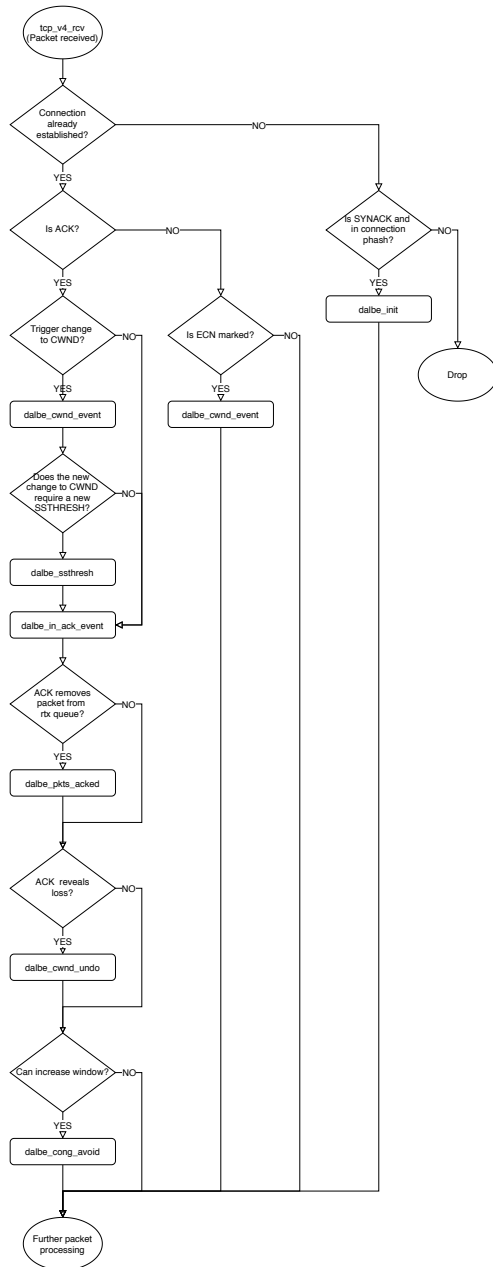 tcp_v4_rcv
(Packet received)
Connection
already
established?
NO
YES
Is ACK?
NO
Is SYNACK and
in connection
phash?
YES
YES
NO
dalbe_init
Trigger change
to CWND?
NO
Is ECN marked?
NO
Drop
YES
YES
dalbe_cwnd_event
dalbe_cwnd_event
Does the new
change to CWND
require a new
SSTHRESH?
NO
dalbe_ssthresh
dalbe_in_ack_event
ACK removes
packet from
rtx queue?
NO
YES
dalbe_pkts_acked
ACK reveals
loss?
NO
YES
dalbe_cwnd_undo
Can increase window?
NO
YES
dalbe_cong_avoid
Further packet
processing